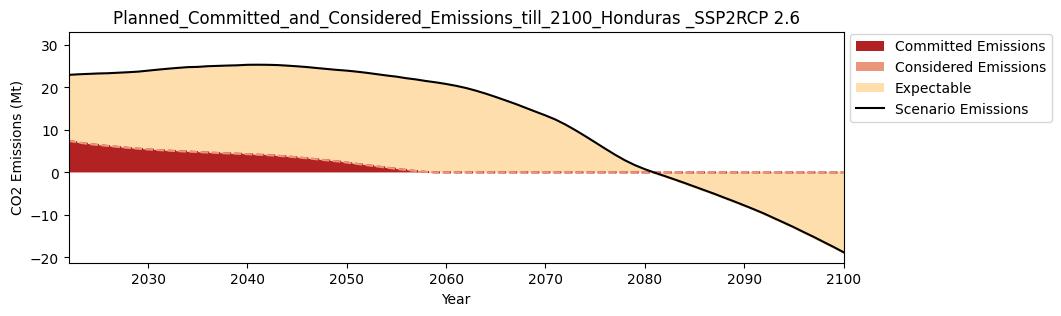 Planned_Committed_and_Considered_Emissions_till_2100_Honduras _SSP2RCP 2.6
CO2 Emissions (Mt)
30
20
10
0
−10
−20
2030 2040 2050 2060 2070 2080 2090 2100
Year
Committed Emissions
Considered Emissions
Expectable
Scenario Emissions